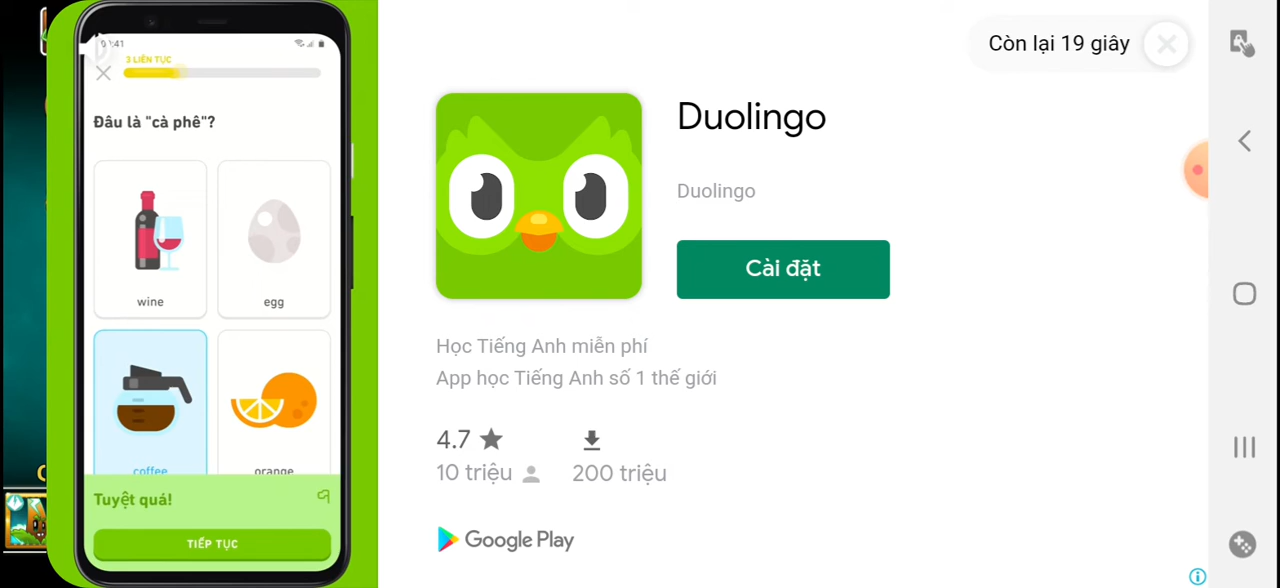 3 LIÊN TỤC
Đâu là "cà phê"?
wine
egg
coffee
orange
Tuyệt quá!
TIẾP TỤC
Còn lại 19 giây
Duolingo
Duolingo
Cài đặt
Học Tiếng Anh miễn phí
App học Tiếng Anh số 1 thế giới
4.7
10 triệu
200 triệu
Google Play